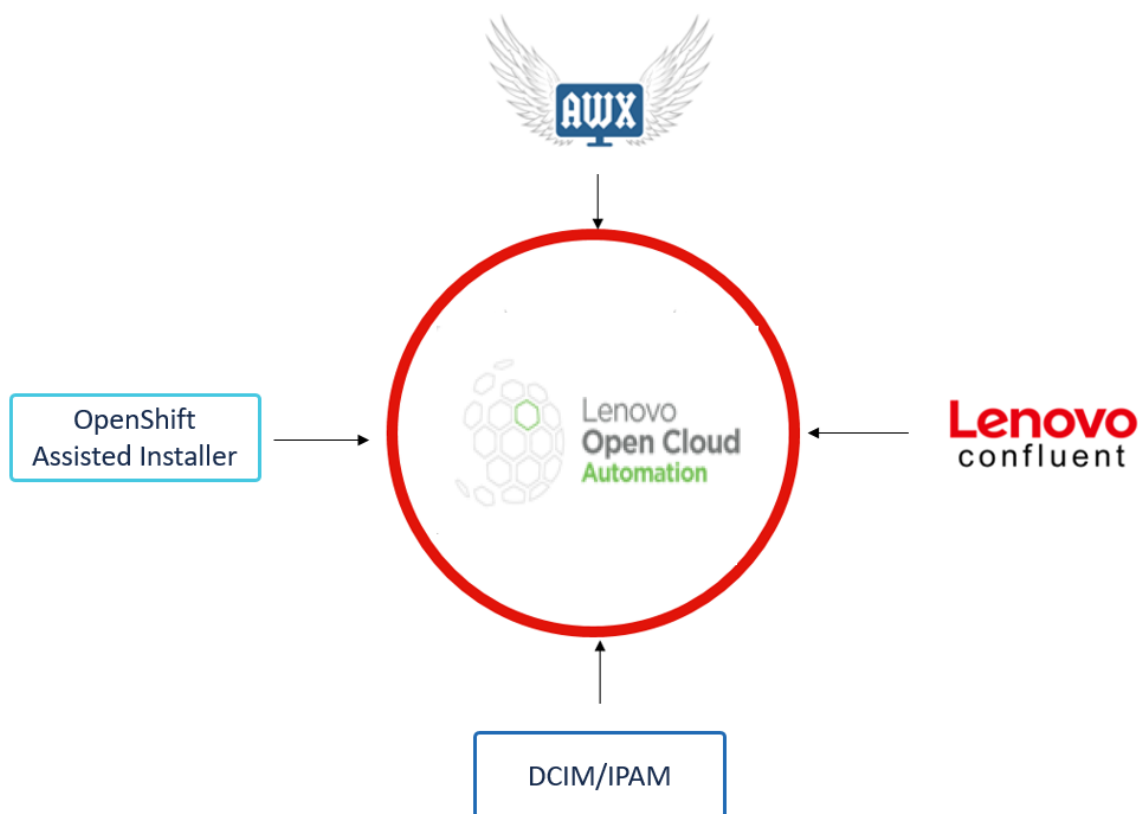 AWX
OpenShift
Assisted Installer
Lenovo
Open Cloud
Automation
Lenovo
confluent
DCIM/IPAM